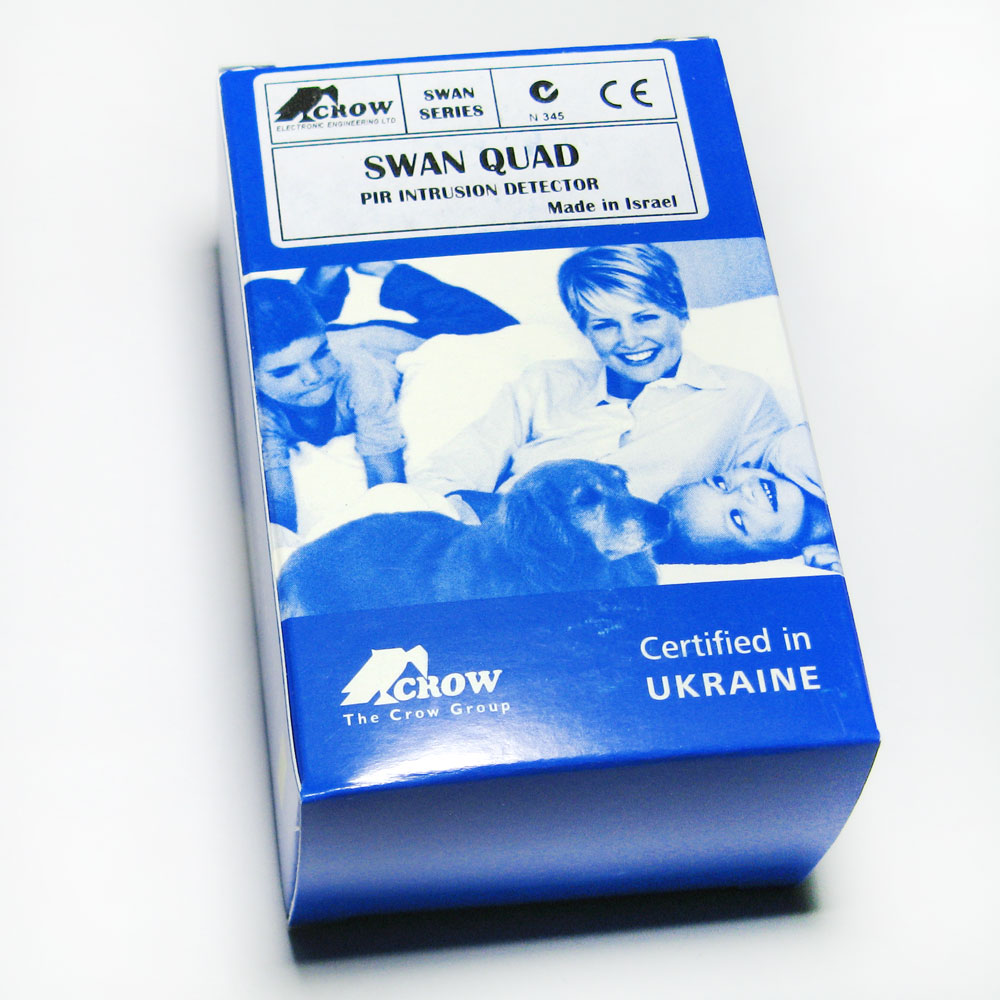 CROW
ELECTRONIC ENGINEERING LTD
SWAN
SERIES
N 345
CE
SWAN QUAD
PIR INTRUSION DETECTOR
Made in Israel
CROW
The Crow Group
Certified in
UKRAINE